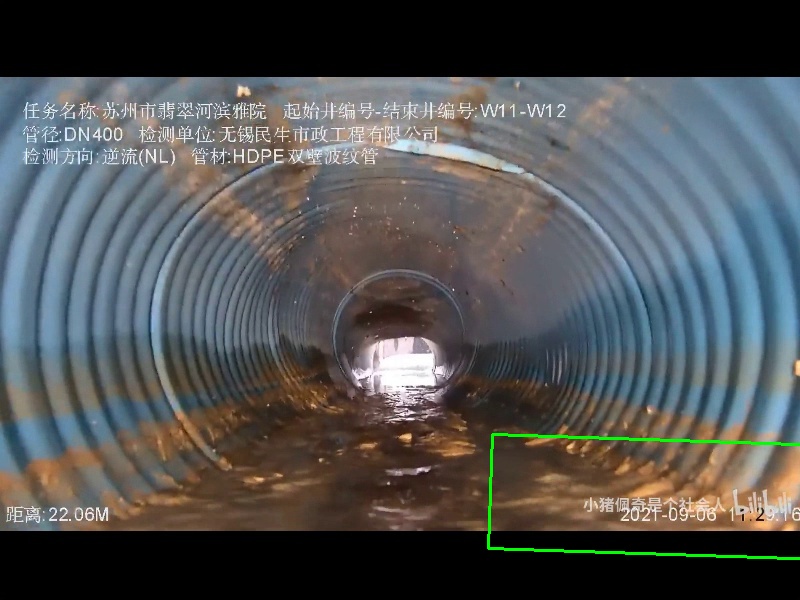 任务名称:苏州市翡翠河滨雅院 起始井编号-结束井编号:W11-W12
管径:DN400 检测单位:无锡民生市政工程有限公司
检测方向:逆流(NL) 管材:HDPE双壁波纹管
小猪佩奇是个社会人 bilibili
距离:22.06M
2021-09-06 11:29:16